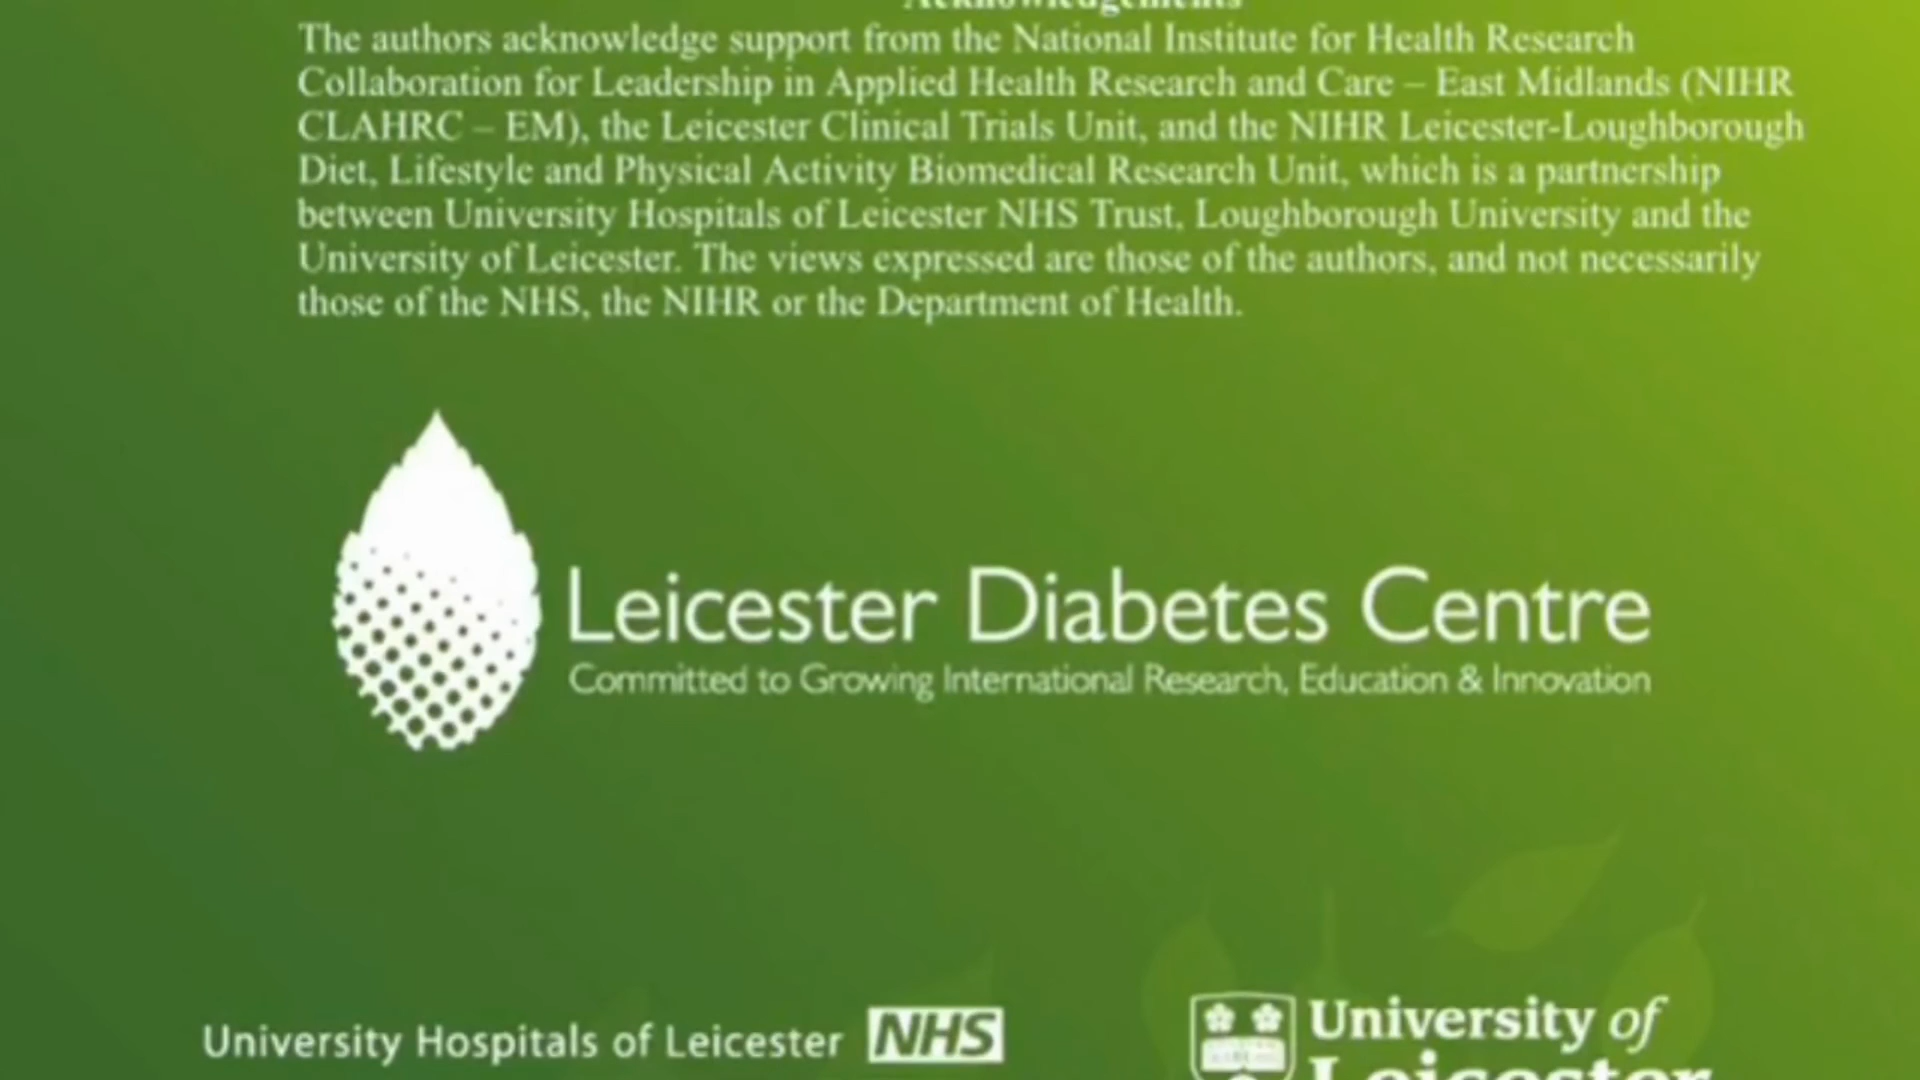 Acknowledgements
The authors acknowledge support from the National Institute for Health Research
Collaboration for Leadership in Applied Health Research and Care – East Midlands (NIHR
CLAHRC – EM), the Leicester Clinical Trials Unit, and the NIHR Leicester-Loughborough
Diet, Lifestyle and Physical Activity Biomedical Research Unit, which is a partnership
between University Hospitals of Leicester NHS Trust, Loughborough University and the
University of Leicester. The views expressed are those of the authors, and not necessarily
those of the NHS, the NIHR or the Department of Health.
Leicester Diabetes Centre
Committed to Growing International Research, Education & Innovation
University Hospitals of Leicester NHS
University of
Leicester